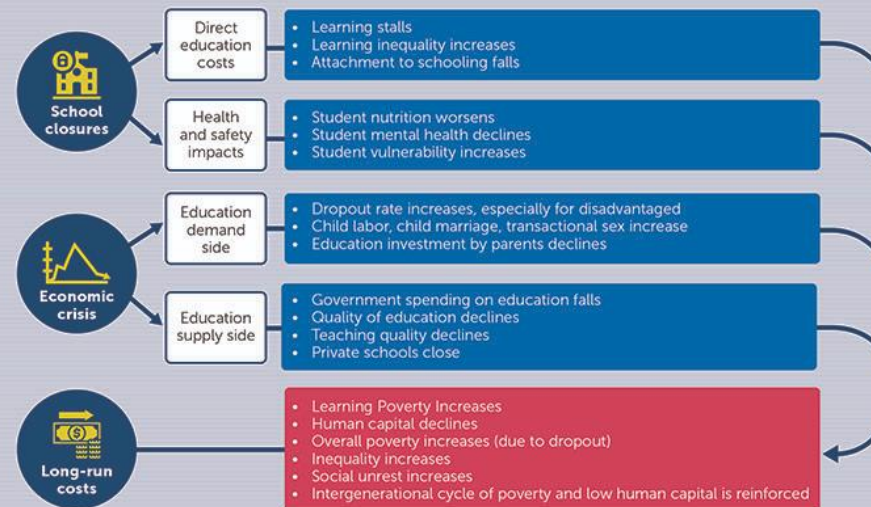 School
closures
Direct
education
costs
• Learning stalls
• Learning inequality increases
• Attachment to schooling falls
Health
and safety
impacts
• Student nutrition worsens
• Student mental health declines
• Student vulnerability increases
Economic
crisis
Education
demand
side
• Dropout rate increases, especially for disadvantaged
• Child labor, child marriage, transactional sex increase
• Education investment by parents declines
Education
supply side
• Government spending on education falls
• Quality of education declines
• Teaching quality declines
• Private schools close
$
Long-run
costs
• Learning Poverty Increases
• Human capital declines
• Overall poverty increases (due to dropout)
• Inequality increases
• Social unrest increases
• Intergenerational cycle of poverty and low human capital is reinforced